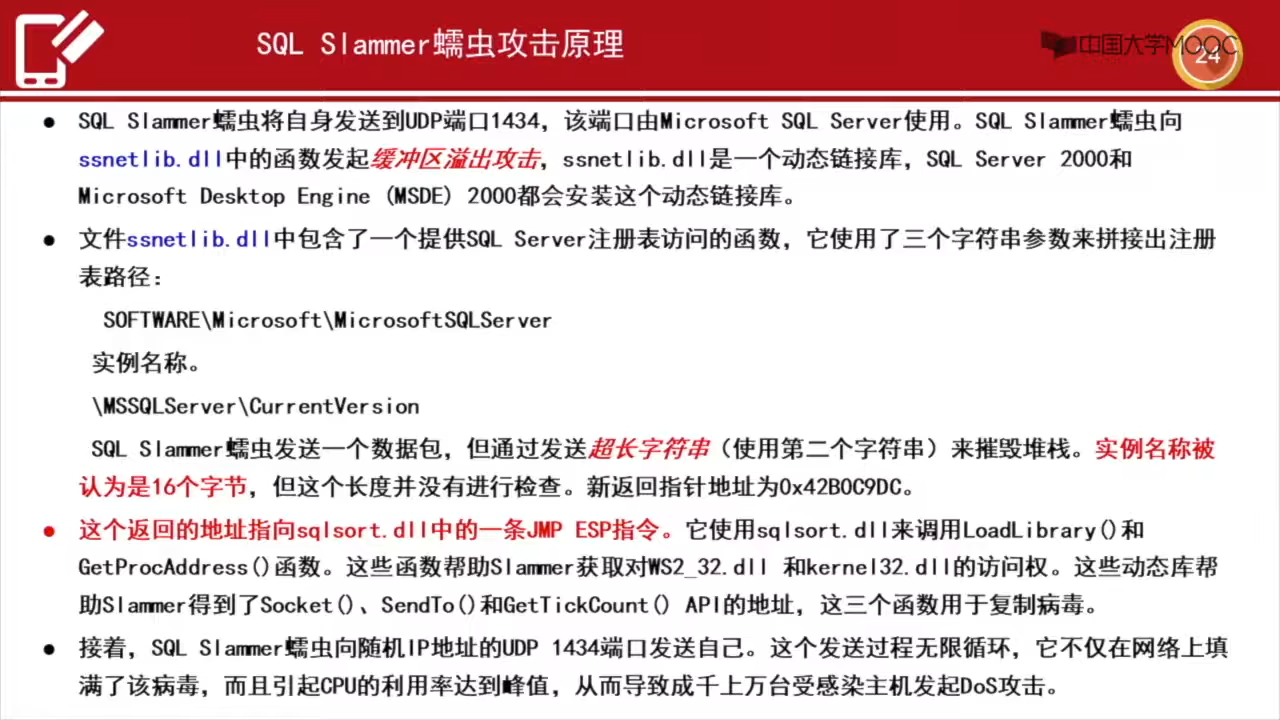 SQL Slammer蠕虫攻击原理
中国大学MOOC
24
● SQL Slammer蠕虫将自身发送到UDP端口1434，该端口由Microsoft SQL Server使用。SQL Slammer蠕虫向
ssnetlib.dll中的函数发起缓冲区溢出攻击，ssnetlib.dll是一个动态链接库，SQL Server 2000和
Microsoft Desktop Engine (MSDE) 2000都会安装这个动态链接库。
● 文件ssnetlib.dll中包含了一个提供SQL Server注册表访问的函数，它使用了三个字符串参数来拼接出注册
表路径：
SOFTWARE\Microsoft\MicrosoftSQLServer
实例名称。
\MSSQLServer\CurrentVersion
SQL Slammer蠕虫发送一个数据包，但通过发送超长字符串（使用第二个字符串）来摧毁堆栈。实例名称被
认为是16个字节，但这个长度并没有进行检查。新返回指针地址为0x42B0C9DC。
● 这个返回的地址指向sqlsort.dll中的一条JMP ESP指令。它使用sqlsort.dll来调用LoadLibrary()和
GetProcAddress()函数。这些函数帮助Slammer获取对WS2_32.dll 和kernel32.dll的访问权。这些动态库帮
助Slammer得到了Socket()、SendTo()和GetTickCount() API的地址，这三个函数用于复制病毒。
● 接着，SQL Slammer蠕虫向随机IP地址的UDP 1434端口发送自己。这个发送过程无限循环，它不仅在网络上填
满了该病毒，而且引起CPU的利用率达到峰值，从而导致成千上万台受感染主机发起DoS攻击。